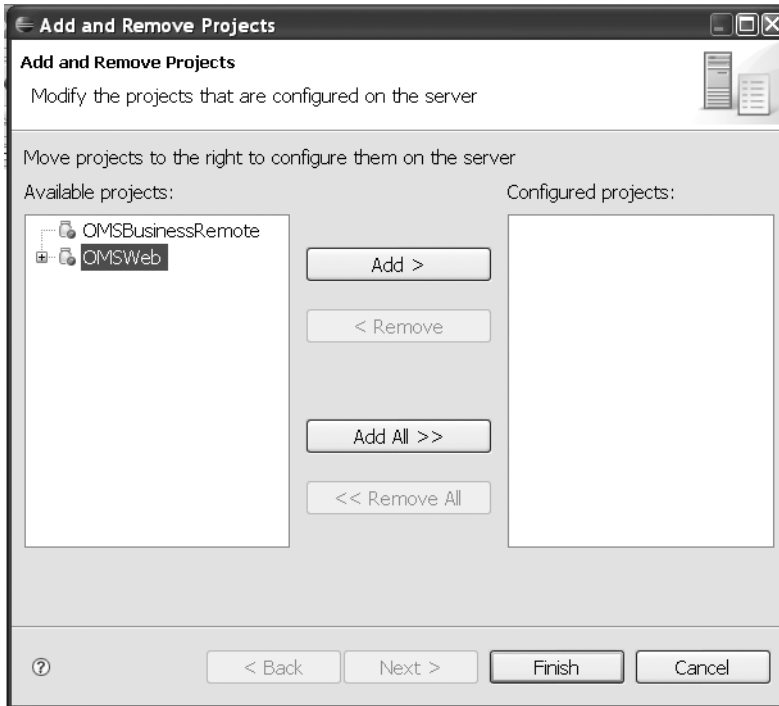 Add and Remove Projects
Add and Remove Projects
Modify the projects that are configured on the server
Move projects to the right to configure them on the server
Available projects:
Configured projects:
OMSBusinessRemote
OMSWeb
Add >
< Remove
Add All >>
<< Remove All
< Back
Next >
Finish
Cancel